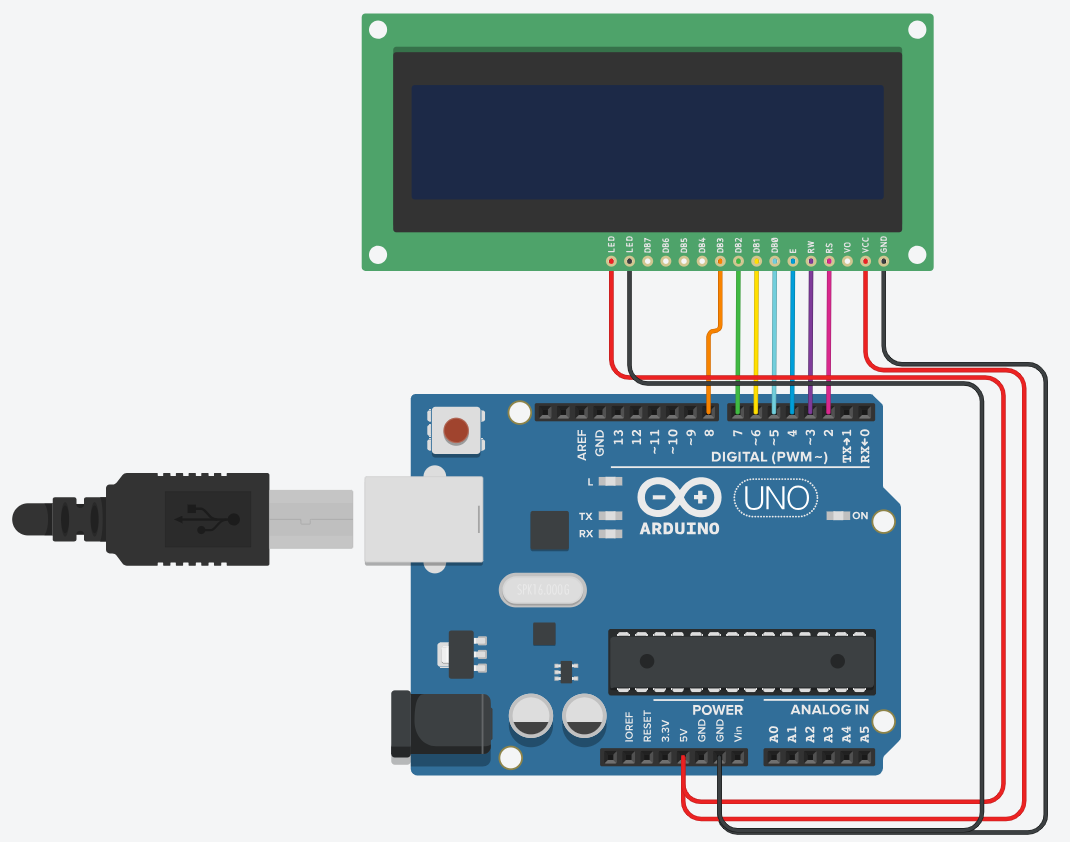 LED LED DB7 DB6 DB5 DB4 DB3 DB2 DB1 DB0 E RW RS VO VCC GND
AREF GND 13 12 ~11 ~10 ~9 8 7 ~6 ~5 4 ~3 2 TX→1 RX←0
DIGITAL (PWM~)
L
UNO
TX
RX
ARDUINO
ON
SPK16.000G
POWER
ANALOG IN
IOREF RESET 3.3V 5V GND GND Vin A0 A1 A2 A3 A4 A5